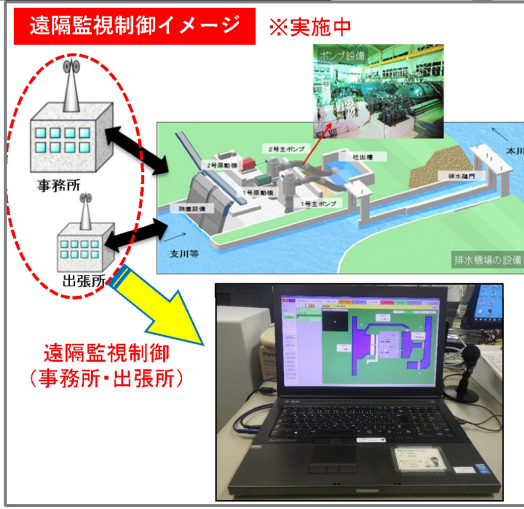 遠隔監視制御イメージ ※実施中
ポンプ設備
事務所
2号原動機
2号主ポンプ
吐出槽
本川
1号原動機
1号主ポンプ
排水樋門
除塵設備
支川等
出張所
排水機場の設備
遠隔監視制御
(事務所・出張所)